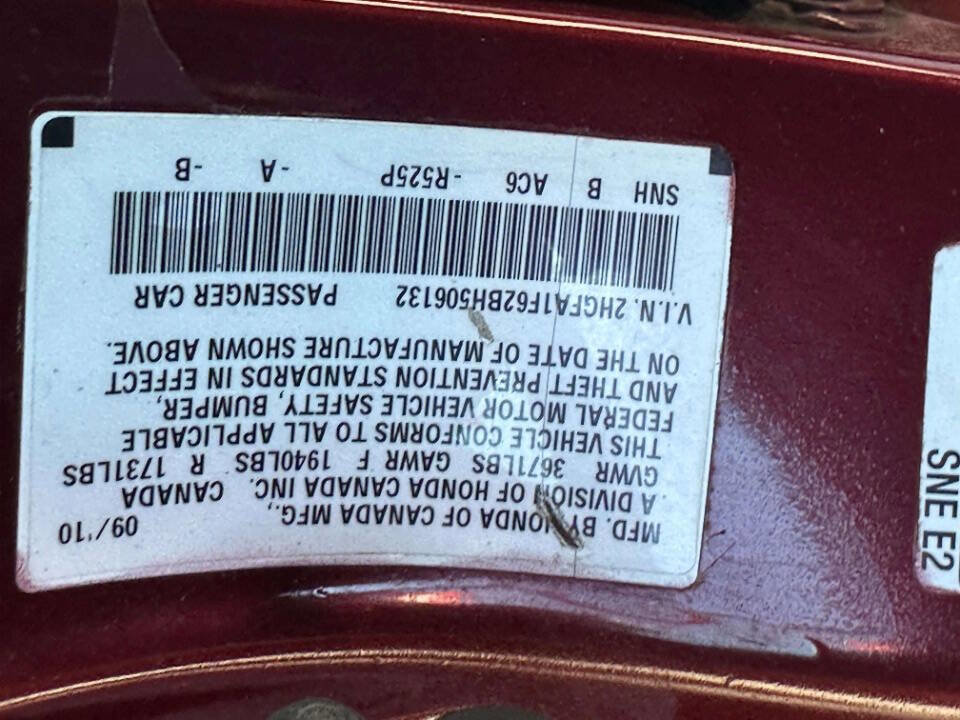 MFD. BY HONDA OF CANADA MFG., 09/'10
A DIVISION OF HONDA CANADA INC. CANADA
GVWR 3671LBS GAWR F 1940LBS R 1731LBS
THIS VEHICLE CONFORMS TO ALL APPLICABLE
FEDERAL MOTOR VEHICLE SAFETY, BUMPER,
AND THEFT PREVENTION STANDARDS IN EFFECT
ON THE DATE OF MANUFACTURE SHOWN ABOVE.
V.I.N. 2HGFA1F62BH506132 PASSENGER CAR
SNH B AC6 -R525P -A -B
SNE E2